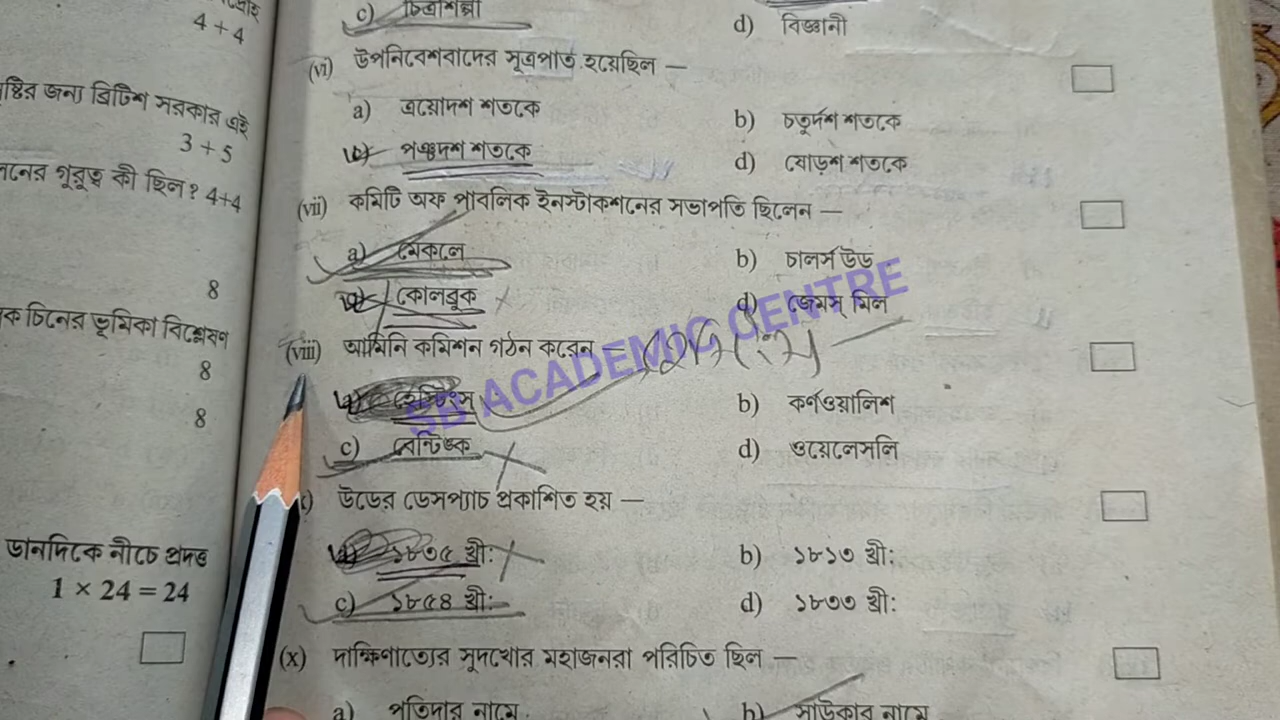 4 + 4
c) চিত্রশিল্পী
d) বিজ্ঞানী
(vi) উপনিবেশবাদের সূত্রপাত হয়েছিল —
ষ্টির জন্য ব্রিটিশ সরকার এই
3 + 5
a) ত্রয়োদশ শতকে
b) চতুর্দশ শতকে
c) পঞ্চদশ শতকে
d) ষোড়শ শতকে
লনের গুরুত্ব কী ছিল? 4+4
(vii) কমিটি অফ পাবলিক ইনস্টাকশনের সভাপতি ছিলেন —
a) মেকলে
b) চালর্স উড
8
c) কোলব্রুক
d) জেমস্ মিল
ক চিনের ভূমিকা বিশ্লেষণ
8
(viii) আমিনি কমিশন গঠন করেন —
SB ACADEMIC CENTRE
8
a) হেস্টিংস্
b) কর্ণওয়ালিশ
c) বেন্টিঙ্ক
d) ওয়েলেসলি
উডের ডেসপ্যাচ প্রকাশিত হয় —
ডানদিকে নীচে প্রদত্ত
1 × 24 = 24
a) ১৮৩৫ খ্রী:
b) ১৮১৩ খ্রী:
c) ১৮৫৪ খ্রী:
d) ১৮৩৩ খ্রী:
(x) দাক্ষিণাত্যের সুদখোর মহাজনরা পরিচিত ছিল —
a) পতিদার নামে
b) সাউকার নামে